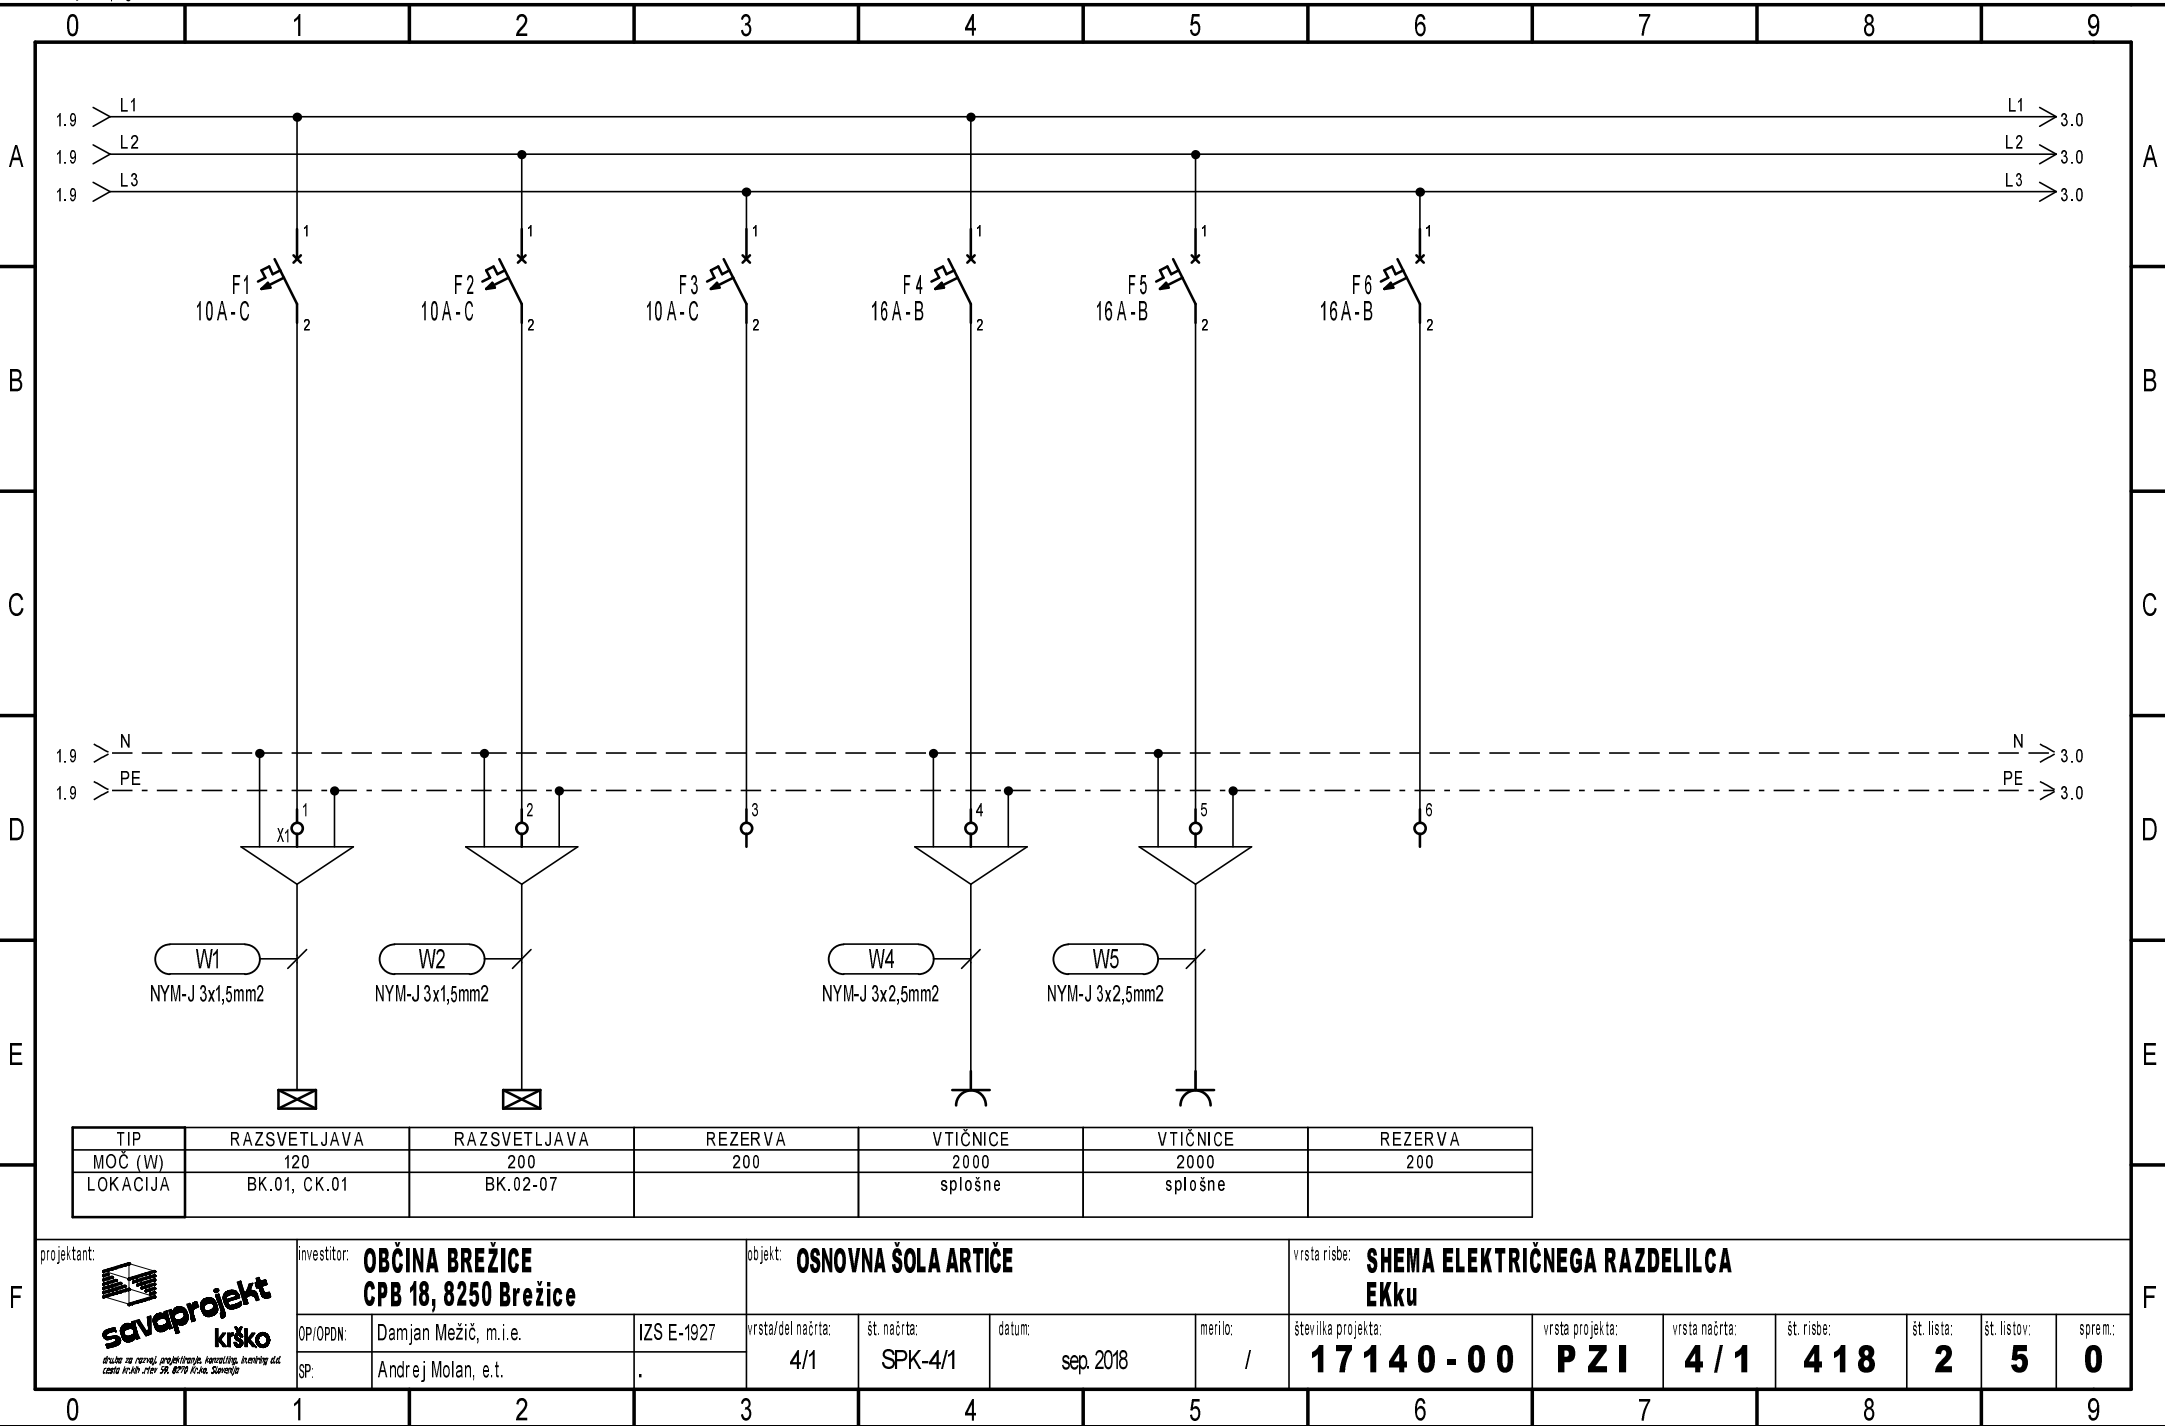 0 1 2 3 4 5 6 7 8 9
1.9 L1 L1 3.0
A 1.9 L2 L2 3.0 A
1.9 L3 L3 3.0
1 1 1 1 1 1
F1 F2 F3 F4 F5 F6
10A-C 10A-C 10A-C 16A-B 16A-B 16A-B
2 2 2 2 2 2
B B
C C
1.9 N N 3.0
1.9 PE PE 3.0
1 2 3 4 5 6
D X1 D
W1 W2 W4 W5
NYM-J 3x1,5mm2 NYM-J 3x1,5mm2 NYM-J 3x2,5mm2 NYM-J 3x2,5mm2
E E
TIP RAZSVETLJAVA RAZSVETLJAVA REZERVA VTIČNICE VTIČNICE REZERVA
MOČ (W) 120 200 200 2000 2000 200
LOKACIJA BK.01, CK.01 BK.02-07 splošne splošne
projektant:
savaprojekt
krško
investitor: OBČINA BREŽICE
CPB 18, 8250 Brežice
objekt: OSNOVNA ŠOLA ARTIČE
vrsta risbe: SHEMA ELEKTRIČNEGA RAZDELILCA
EKku
F F
OP/OPDN: Damjan Mežič, m.i.e. IZS E-1927
SP: Andrej Molan, e.t. .
vrsta/del načrta: št. načrta: datum: merilo:
4/1 SPK-4/1 sep. 2018 /
številka projekta: vrsta projekta: vrsta načrta: št. risbe: št. lista: št. listov: sprem.:
17140-00 PZI 4/1 418 2 5 0
0 1 2 3 4 5 6 7 8 9